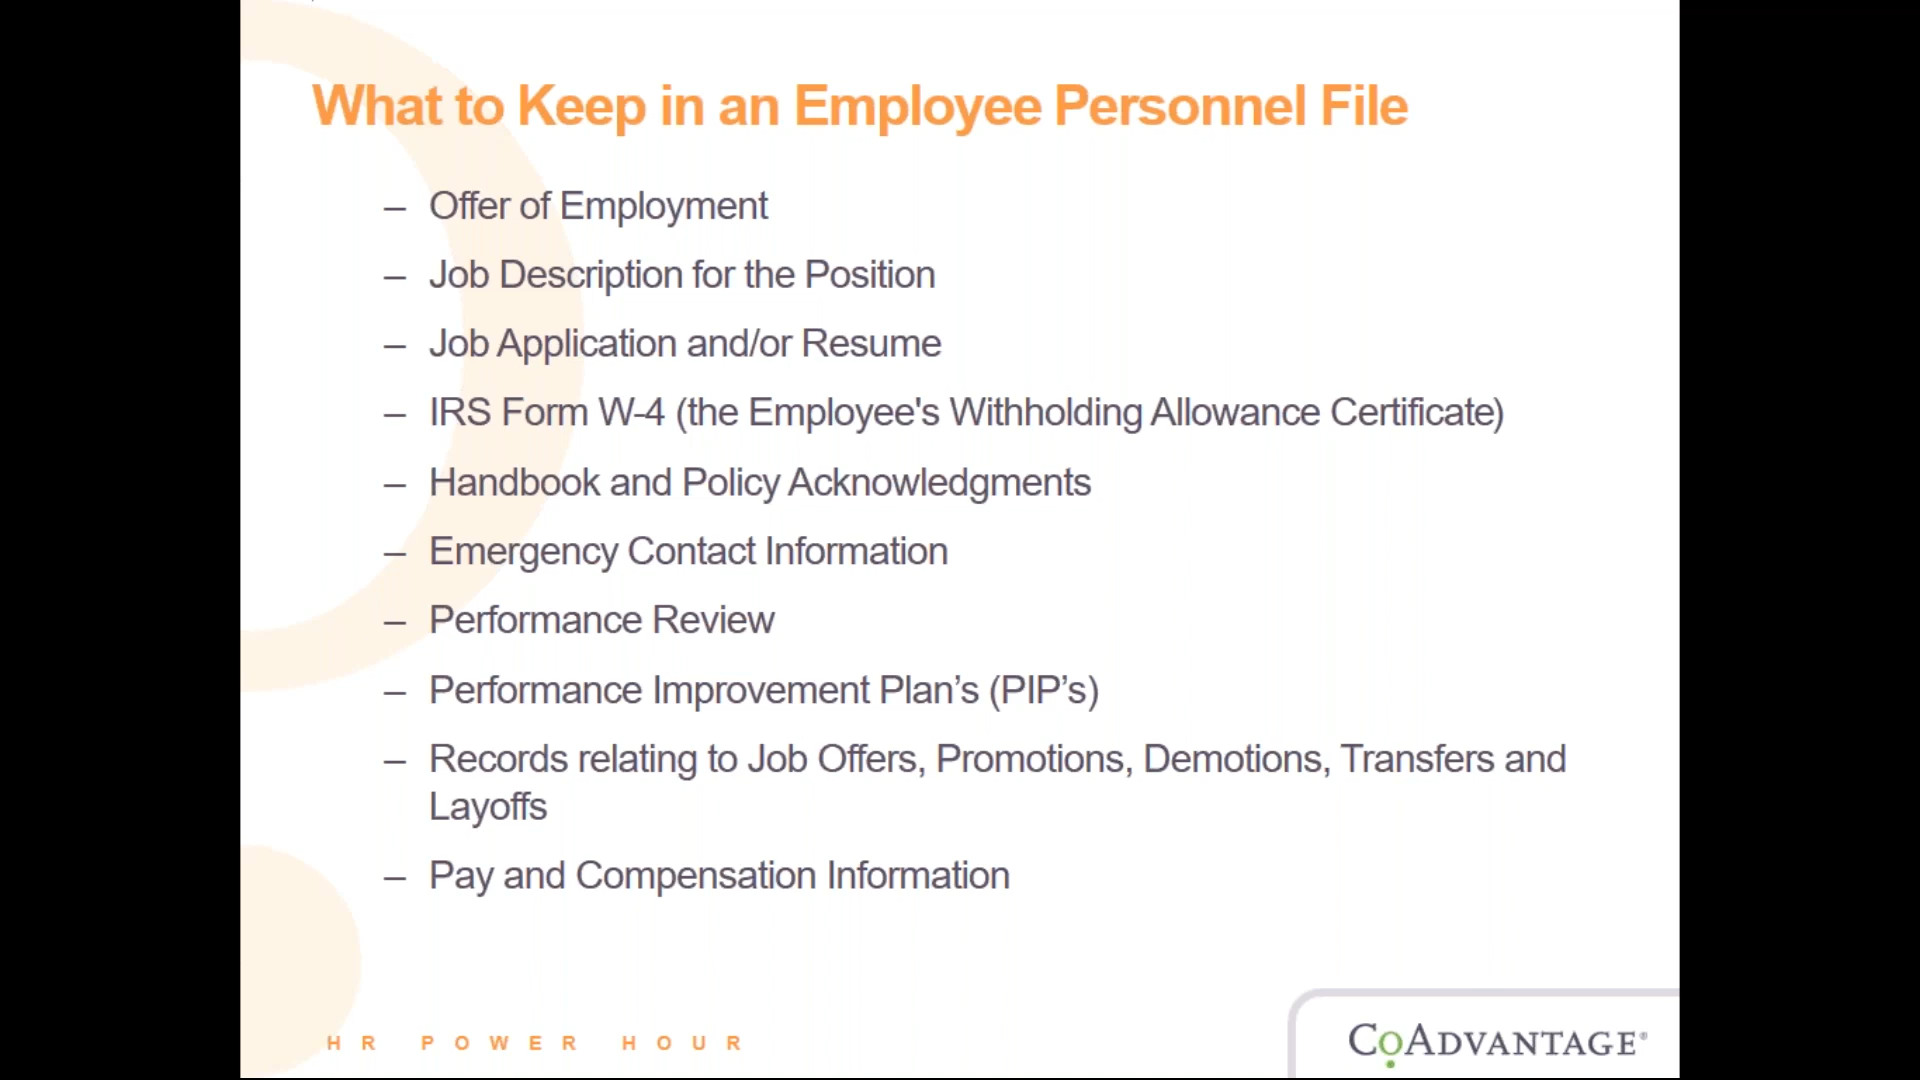 What to Keep in an Employee Personnel File
– Offer of Employment
– Job Description for the Position
– Job Application and/or Resume
– IRS Form W-4 (the Employee's Withholding Allowance Certificate)
– Handbook and Policy Acknowledgments
– Emergency Contact Information
– Performance Review
– Performance Improvement Plan’s (PIP’s)
– Records relating to Job Offers, Promotions, Demotions, Transfers and
Layoffs
– Pay and Compensation Information
HR POWER HOUR
COADVANTAGE®